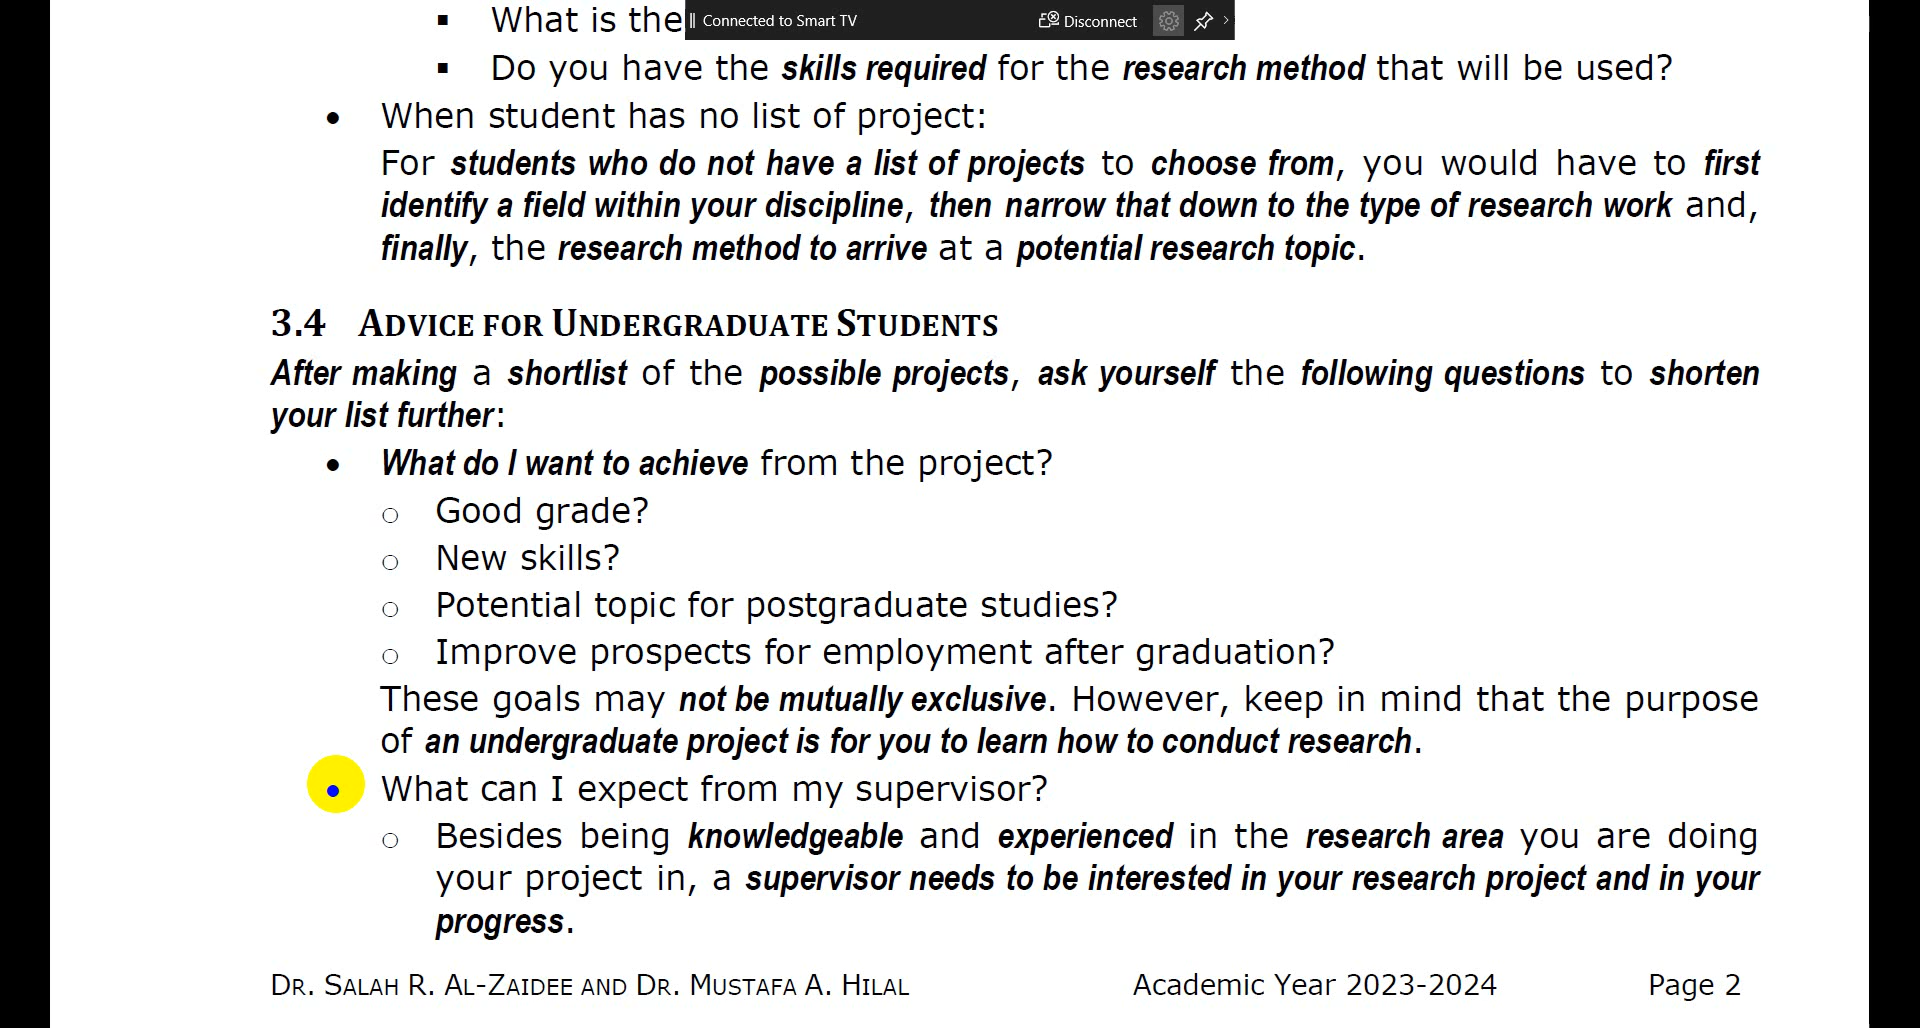 ▪ What is the
Connected to Smart TV Disconnect
▪ Do you have the skills required for the research method that will be used?
• When student has no list of project:
For students who do not have a list of projects to choose from, you would have to first
identify a field within your discipline, then narrow that down to the type of research work and,
finally, the research method to arrive at a potential research topic.
3.4 ADVICE FOR UNDERGRADUATE STUDENTS
After making a shortlist of the possible projects, ask yourself the following questions to shorten
your list further:
• What do I want to achieve from the project?
○ Good grade?
○ New skills?
○ Potential topic for postgraduate studies?
○ Improve prospects for employment after graduation?
These goals may not be mutually exclusive. However, keep in mind that the purpose
of an undergraduate project is for you to learn how to conduct research.
• What can I expect from my supervisor?
○ Besides being knowledgeable and experienced in the research area you are doing
your project in, a supervisor needs to be interested in your research project and in your
progress.
DR. SALAH R. AL-ZAIDEE AND DR. MUSTAFA A. HILAL Academic Year 2023-2024 Page 2